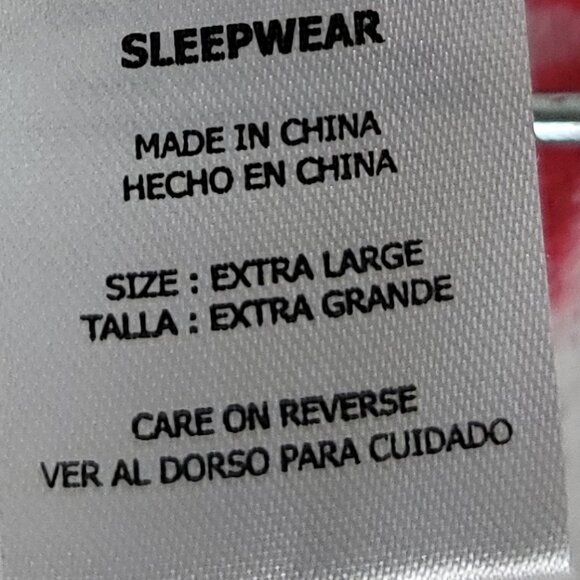 SLEEPWEAR
MADE IN CHINA
HECHO EN CHINA
SIZE : EXTRA LARGE
TALLA : EXTRA GRANDE
CARE ON REVERSE
VER AL DORSO PARA CUIDADO